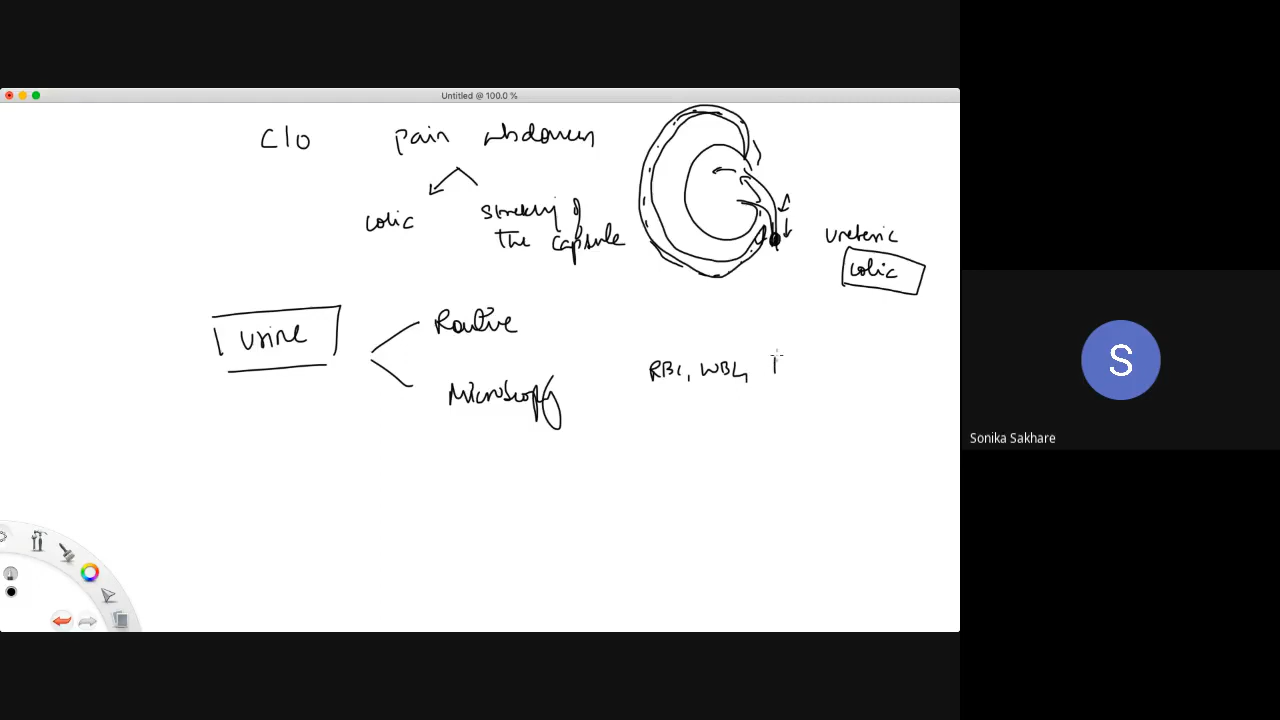 Untitled @ 100.0 %
C/O pain abdomen
colic
stretching of
the capsule
ureteric
colic
urine
Routine
Microscopy
RBC, WBC,
S
Sonika Sakhare